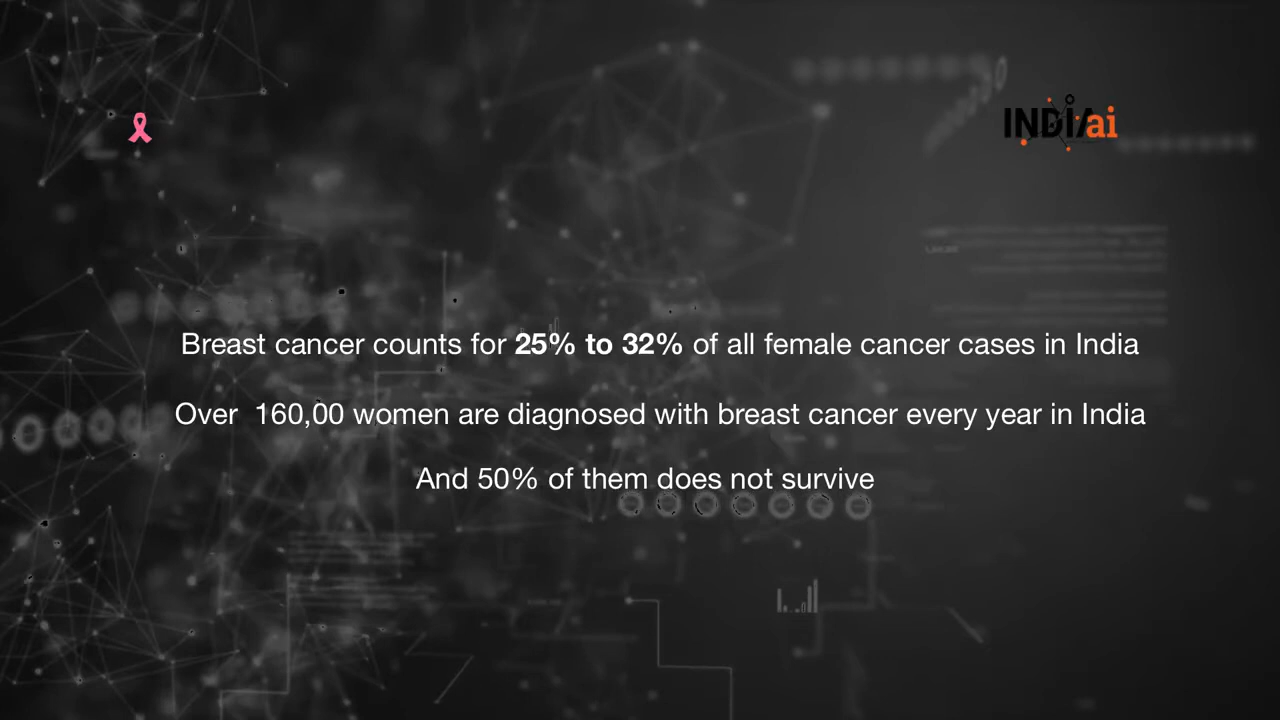 INDIAai
Breast cancer counts for 25% to 32% of all female cancer cases in India
Over 160,00 women are diagnosed with breast cancer every year in India
And 50% of them does not survive